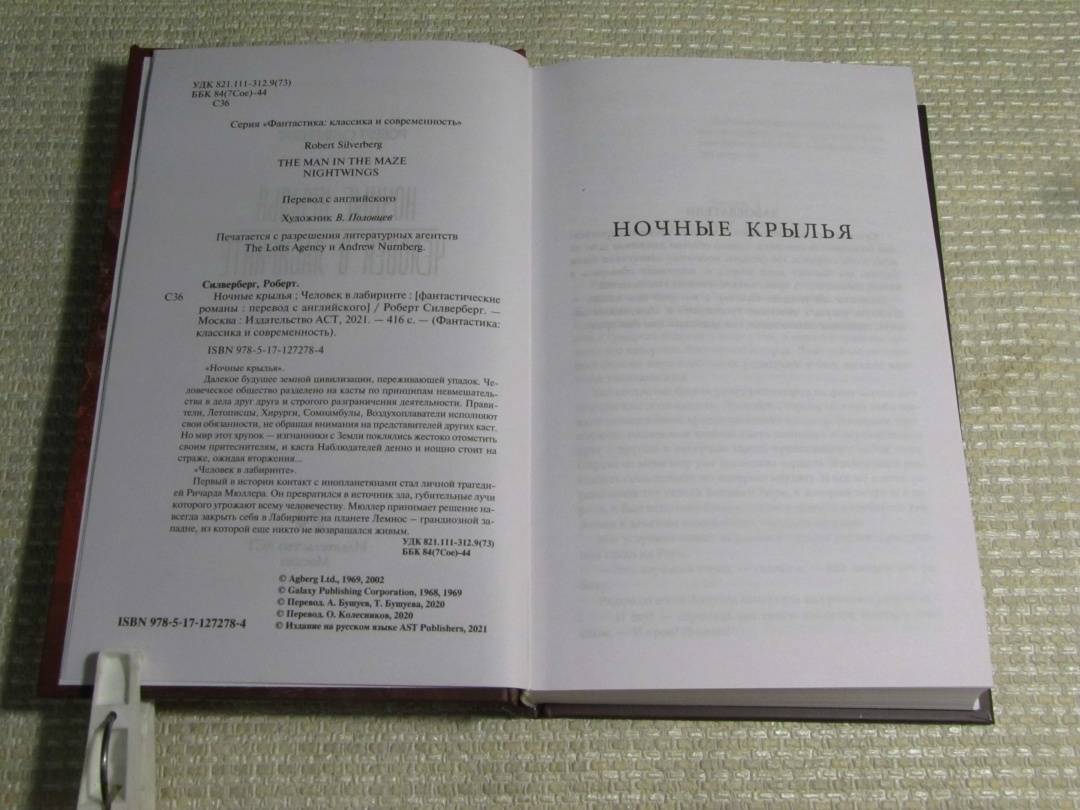 УДК 821.111-312.9(73)
ББК 84(7Сое)-44
С36
Серия «Фантастика: классика и современность»
Robert Silverberg
THE MAN IN THE MAZE
NIGHTWINGS
Перевод с английского
Художник В. Половцев
Печатается с разрешения литературных агентств
The Lotts Agency и Andrew Nurnberg.
Силверберг, Роберт.
С36 Ночные крылья ; Человек в лабиринте : [фантастические
романы : перевод с английского] / Роберт Силверберг. —
Москва : Издательство АСТ, 2021. — 416 с. — (Фантастика:
классика и современность).
ISBN 978-5-17-127278-4
«Ночные крылья».
Далекое будущее земной цивилизации, переживающей упадок. Че-
ловеческое общество разделено на касты по принципам невмешатель-
ства в дела друг друга и строгого разграничения деятельности. Прави-
тели, Летописцы, Хирурги, Сомнамбулы, Воздухоплаватели исполняют
свои обязанности, не обращая внимания на представителей других каст.
Но мир этот хрупок — изгнанники с Земли поклялись жестоко отомстить
своим притеснителям, и каста Наблюдателей денно и нощно стоит на
страже, ожидая вторжения...
«Человек в лабиринте».
Первый в истории контакт с инопланетянами стал личной трагеди-
ей Ричарда Мюллера. Он превратился в источник зла, губительные лучи
которого угрожают всему человечеству. Мюллер принимает решение на-
всегда закрыть себя в Лабиринте на планете Лемнос — грандиозной за-
падне, из которой еще никто не возвращался живым.
УДК 821.111-312.9(73)
ББК 84(7Сое)-44
© Agberg Ltd., 1969, 2002
© Galaxy Publishing Corporation, 1968, 1969
© Перевод. А. Бушуев, Т. Бушуева, 2020
© Перевод. О. Колесников, 2020
ISBN 978-5-17-127278-4 © Издание на русском языке AST Publishers, 2021
НОЧНЫЕ КРЫЛЬЯ